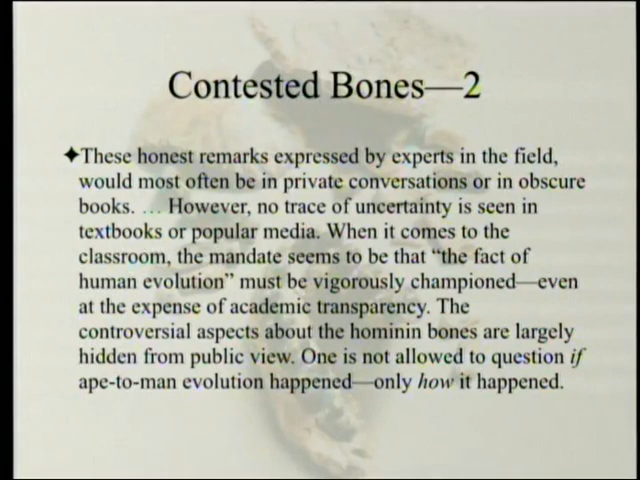 Contested Bones—2
✦These honest remarks expressed by experts in the field,
would most often be in private conversations or in obscure
books. … However, no trace of uncertainty is seen in
textbooks or popular media. When it comes to the
classroom, the mandate seems to be that “the fact of
human evolution” must be vigorously championed—even
at the expense of academic transparency. The
controversial aspects about the hominin bones are largely
hidden from public view. One is not allowed to question if
ape-to-man evolution happened—only how it happened.